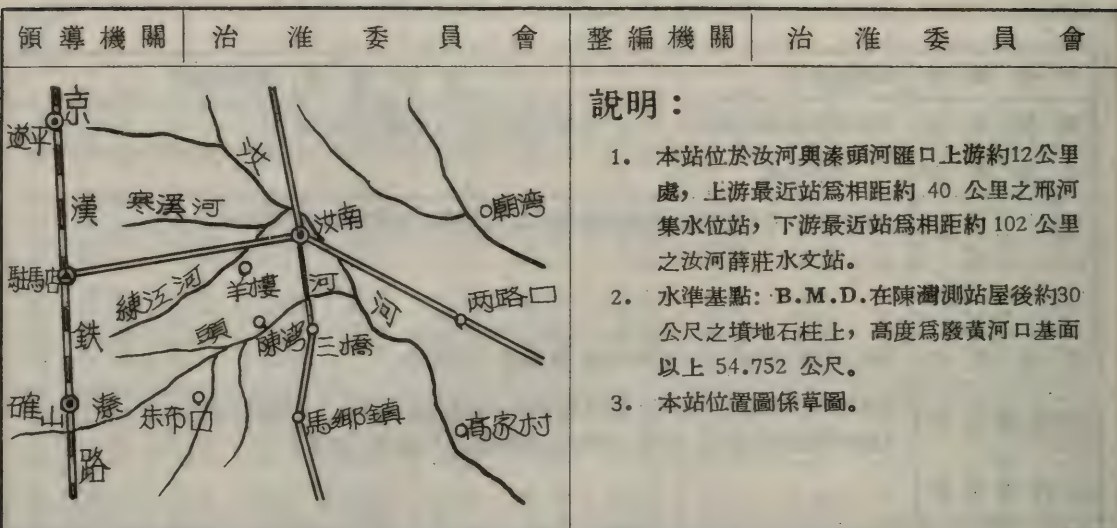 領導機關 治淮委員會 整編機關 治淮委員會
說明：
1. 本站位於汝河與溱頭河匯口上游約12公里
處，上游最近站爲相距約 40 公里之邢河
集水位站，下游最近站爲相距約 102 公里
之汝河薛莊水文站。
2. 水準基點：B.M.D.在陳灣測站屋後約30
公尺之墳地石柱上，高度爲廢黃河口基面
以上 54.752 公尺。
3. 本站位置圖係草圖。
京
遂平
汝
漢
寒溪河
汝南
廟湾
駐馬店
羊樓
練江河
河
河
两路口
鉄
頭
陳湾
三橋
確山
溱
朱布口
馬鄉鎮
高家村
路